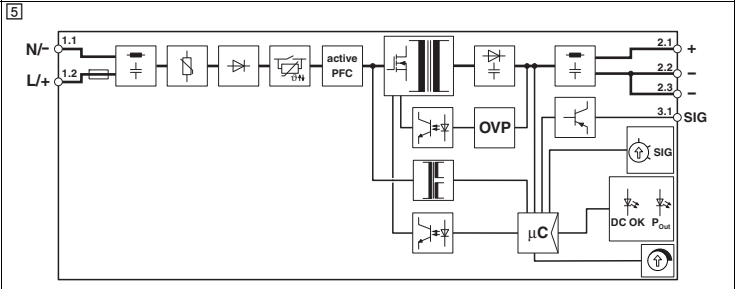 5
N/− 1.1
L/+ 1.2
active
PFC
OVP
µC
2.1 +
2.2 −
2.3 −
3.1 SIG
SIG
DC OK P_Out